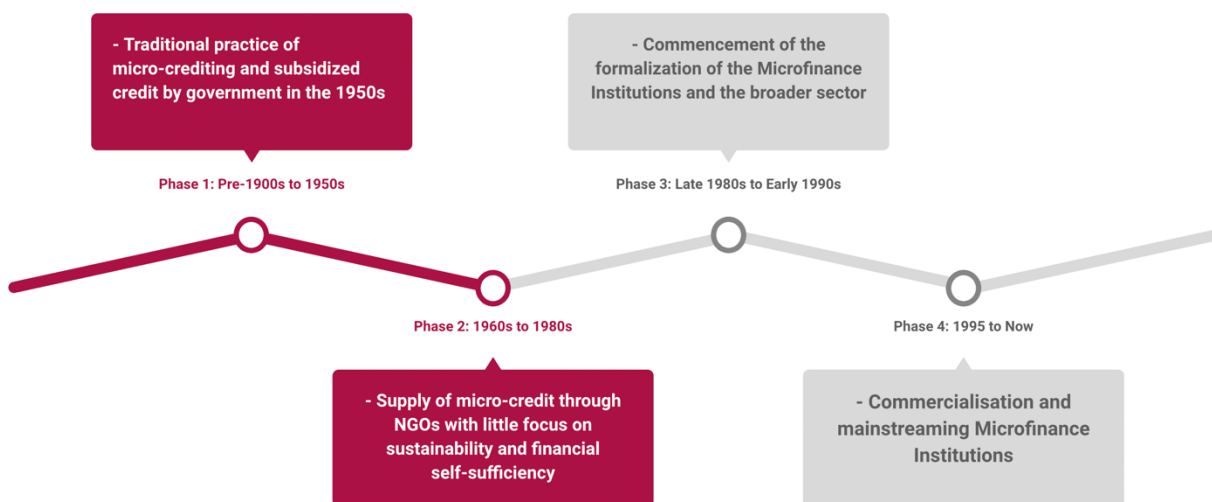 - Traditional practice of
micro-crediting and subsidized
credit by government in the 1950s
Phase 1: Pre-1900s to 1950s
Phase 2: 1960s to 1980s
- Supply of micro-credit through
NGOs with little focus on
sustainability and financial
self-sufficiency
- Commencement of the
formalization of the Microfinance
Institutions and the broader sector
Phase 3: Late 1980s to Early 1990s
Phase 4: 1995 to Now
- Commercialisation and
mainstreaming Microfinance
Institutions